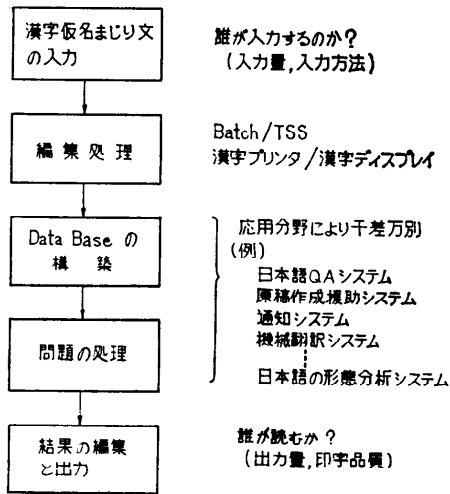 漢字仮名まじり文
の入力
誰が入力するのか?
(入力量,入力方法)
編集処理
Batch/TSS
漢字プリンタ/漢字ディスプレイ
Data Base の
構築
応用分野により千差万別
(例)
日本語QAシステム
原稿作成援助システム
通知システム
機械翻訳システム
日本語の形態分析システム
問題の処理
結果の編集
と出力
誰が読むか?
(出力量,印字品質)